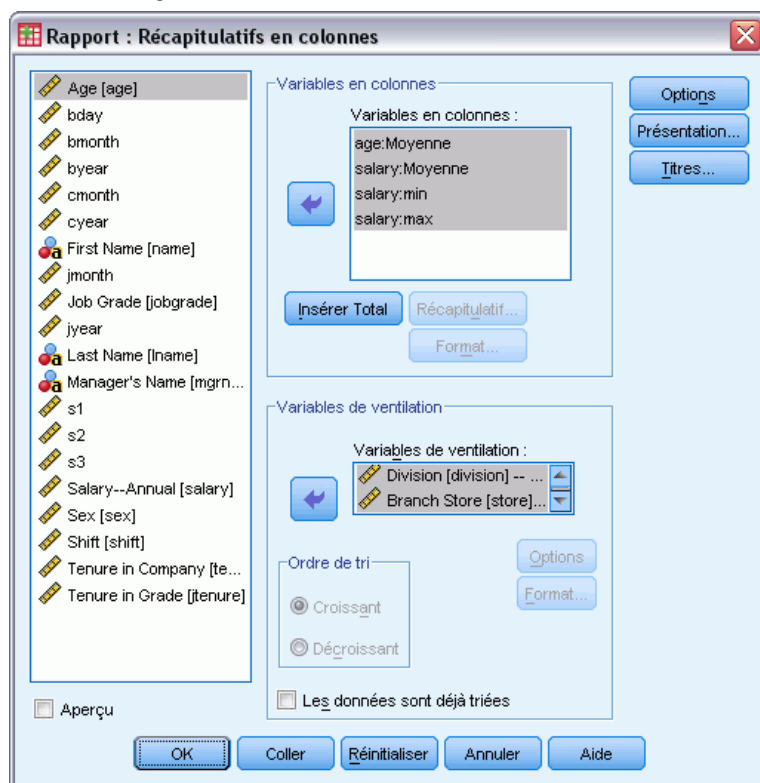 Rapport : Récapitulatifs en colonnes
Age [age]
bday
bmonth
byear
cmonth
cyear
First Name [name]
jmonth
Job Grade [jobgrade]
jyear
Last Name [lname]
Manager's Name [mgrn...
s1
s2
s3
Salary--Annual [salary]
Sex [sex]
Shift [shift]
Tenure in Company [te...
Tenure in Grade [jtenure]
Aperçu
Variables en colonnes
Variables en colonnes :
age:Moyenne
salary:Moyenne
salary:min
salary:max
Insérer Total
Récapitulatif...
Format...
Variables de ventilation
Variables de ventilation :
Division [division] -- ...
Branch Store [store]...
Ordre de tri
Croissant
Décroissant
Options
Format...
Les données sont déjà triées
Options
Présentation...
Titres...
OK
Coller
Réinitialiser
Annuler
Aide